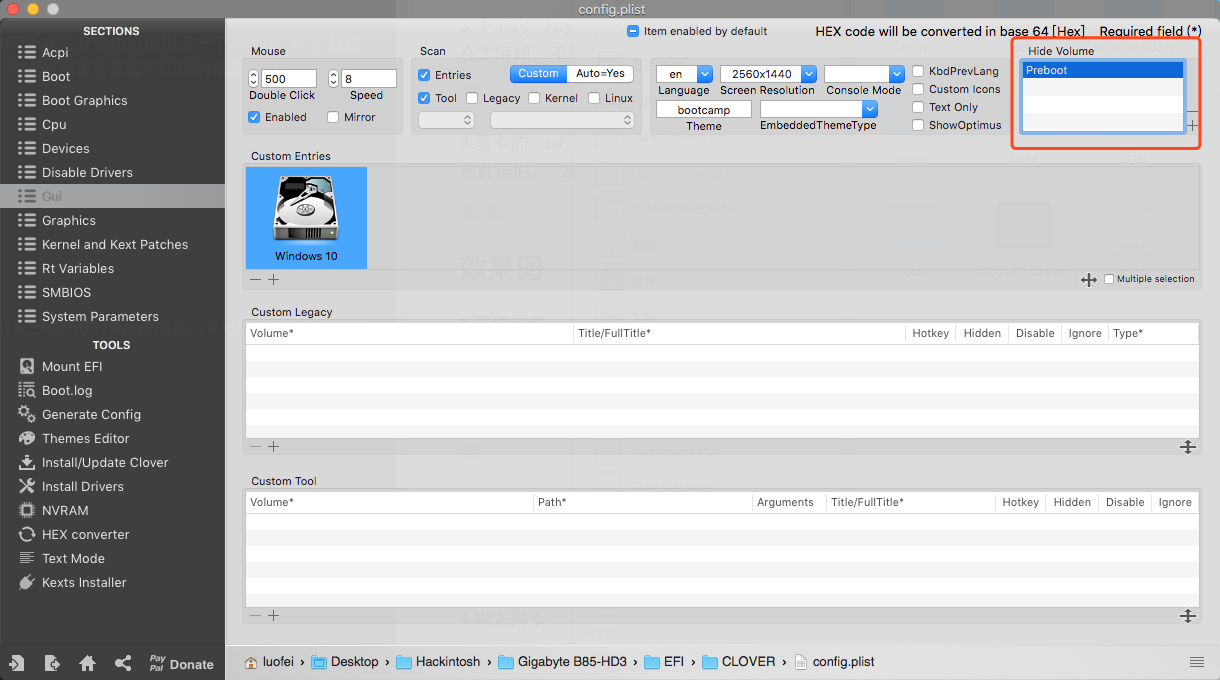 config.plist
SECTIONS
Acpi
Boot
Boot Graphics
Cpu
Devices
Disable Drivers
Gui
Graphics
Kernel and Kext Patches
Rt Variables
SMBIOS
System Parameters
TOOLS
Mount EFI
Boot.log
Generate Config
Themes Editor
Install/Update Clover
Install Drivers
NVRAM
HEX converter
Text Mode
Kexts Installer
Pay
Pal
Donate
Item enabled by default
HEX code will be converted in base 64 [Hex]
Required field (*)
Mouse
500
8
Double Click
Speed
Enabled
Mirror
Scan
Entries
Custom
Auto=Yes
Tool
Legacy
Kernel
Linux
en
2560x1440
Language
Screen Resolution
Console Mode
bootcamp
Theme
EmbeddedThemeType
KbdPrevLang
Custom Icons
Text Only
ShowOptimus
Hide Volume
Preboot
Custom Entries
Windows 10
Multiple selection
效果图
Custom Legacy
Volume*
Title/FullTitle*
Hotkey
Hidden
Disable
Ignore
Type*
Custom Tool
Volume*
Path*
Arguments
Title/FullTitle*
Hotkey
Hidden
Disable
Ignore
luofei › Desktop › Hackintosh › Gigabyte B85-HD3 › EFI › CLOVER › config.plist